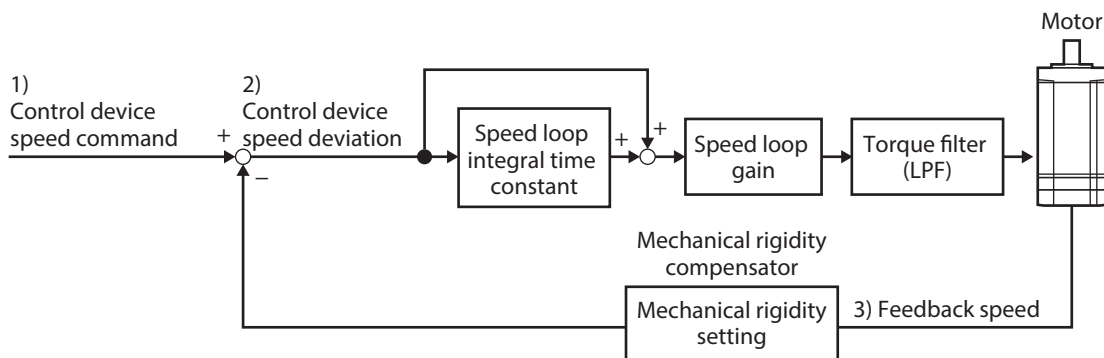 Motor
1)
Control device
speed command
+
−
2)
Control device
speed deviation
Speed loop
integral time
constant
+
+
Speed loop
gain
Torque filter
(LPF)
Mechanical rigidity
compensator
Mechanical rigidity
setting
3) Feedback speed